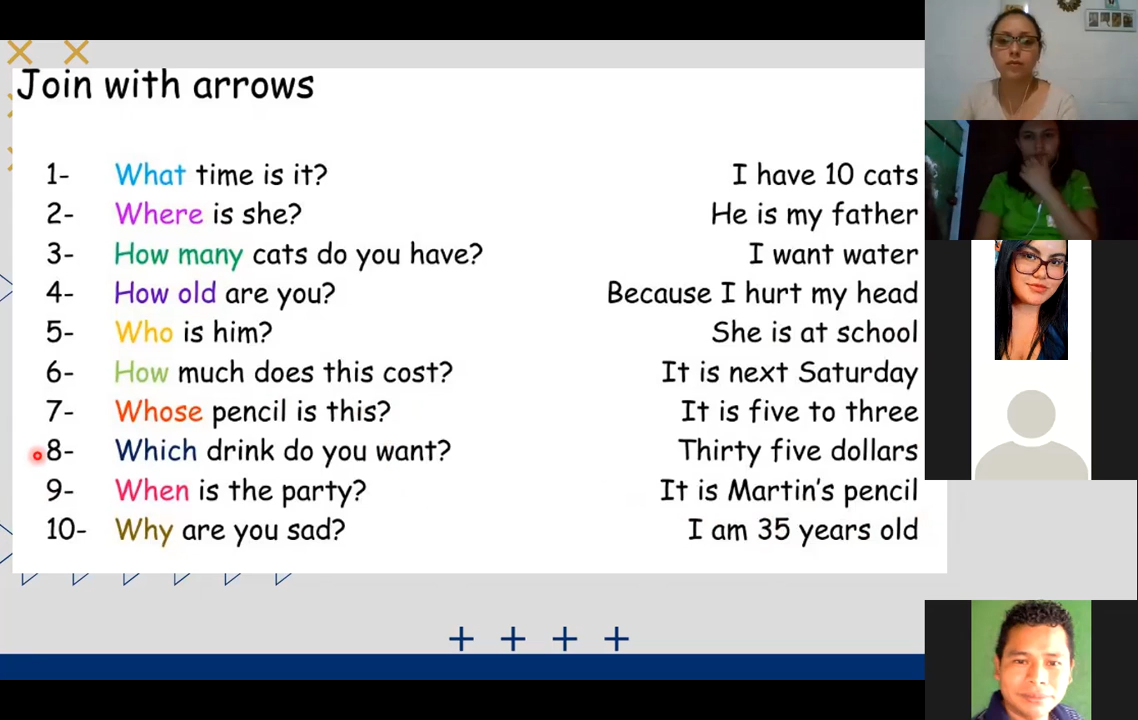 Join with arrows
1- What time is it? I have 10 cats
2- Where is she? He is my father
3- How many cats do you have? I want water
4- How old are you? Because I hurt my head
5- Who is him? She is at school
6- How much does this cost? It is next Saturday
7- Whose pencil is this? It is five to three
8- Which drink do you want? Thirty five dollars
9- When is the party? It is Martin's pencil
10- Why are you sad? I am 35 years old